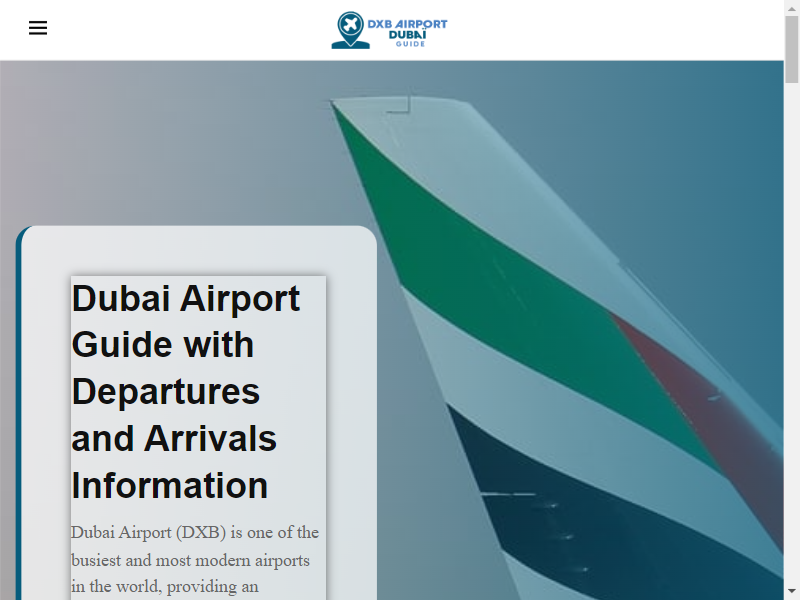 DXB AIRPORT
DUBAI
GUIDE
Dubai Airport
Guide with
Departures
and Arrivals
Information
Dubai Airport (DXB) is one of the
busiest and most modern airports
in the world, providing an